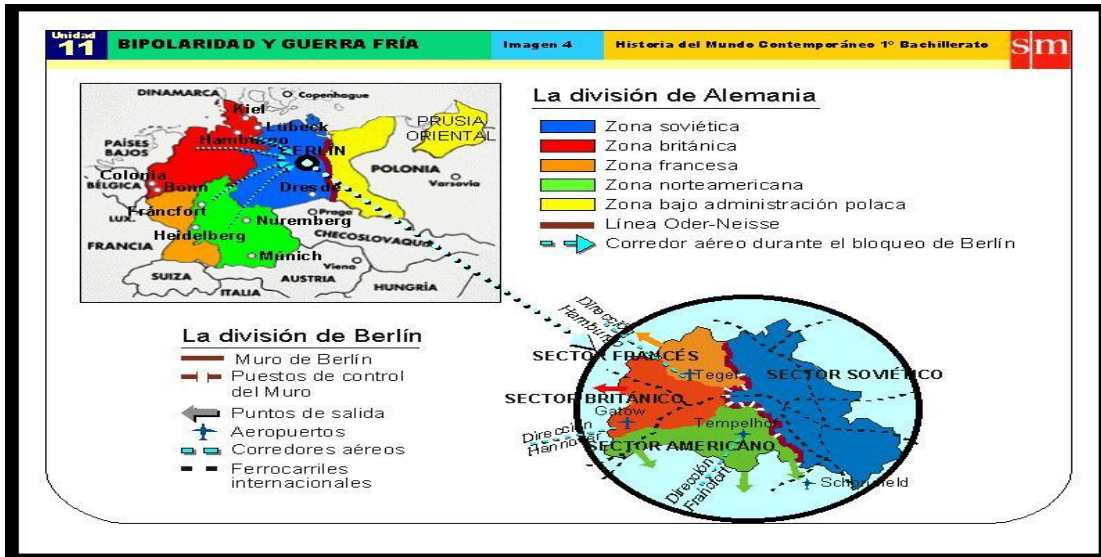 Unidad
11
BIPOLARIDAD Y GUERRA FRÍA
Imagen 4
Historia del Mundo Contemporáneo 1º Bachillerato
sm
DINAMARCA
Copenhague
Kiel
Lübeck
Hamburgo
PRUSIA
ORIENTAL
PAÍSES
BAJOS
BERLÍN
POLONIA
Varsovia
Colonia
BÉLGICA
Bonn
Dresde
LUX.
Fráncfort
Praga
Nuremberg
Heidelberg
CHECOSLOVAQUIA
FRANCIA
Múnich
Viena
SUIZA
AUSTRIA
HUNGRÍA
ITALIA
La división de Alemania
Zona soviética
Zona británica
Zona francesa
Zona norteamericana
Zona bajo administración polaca
Línea Oder-Neisse
Corredor aéreo durante el bloqueo de Berlín
La división de Berlín
Muro de Berlín
Puestos de control
del Muro
Puntos de salida
Aeropuertos
Corredores aéreos
Ferrocarriles
internacionales
Dirección
Hamburgo
SECTOR FRANCÉS
Tegel
SECTOR SOVIÉTICO
SECTOR BRITÁNICO
Gatow
Tempelhof
Dirección
Hannover
SECTOR AMERICANO
Dirección
Francfort
Schönefeld